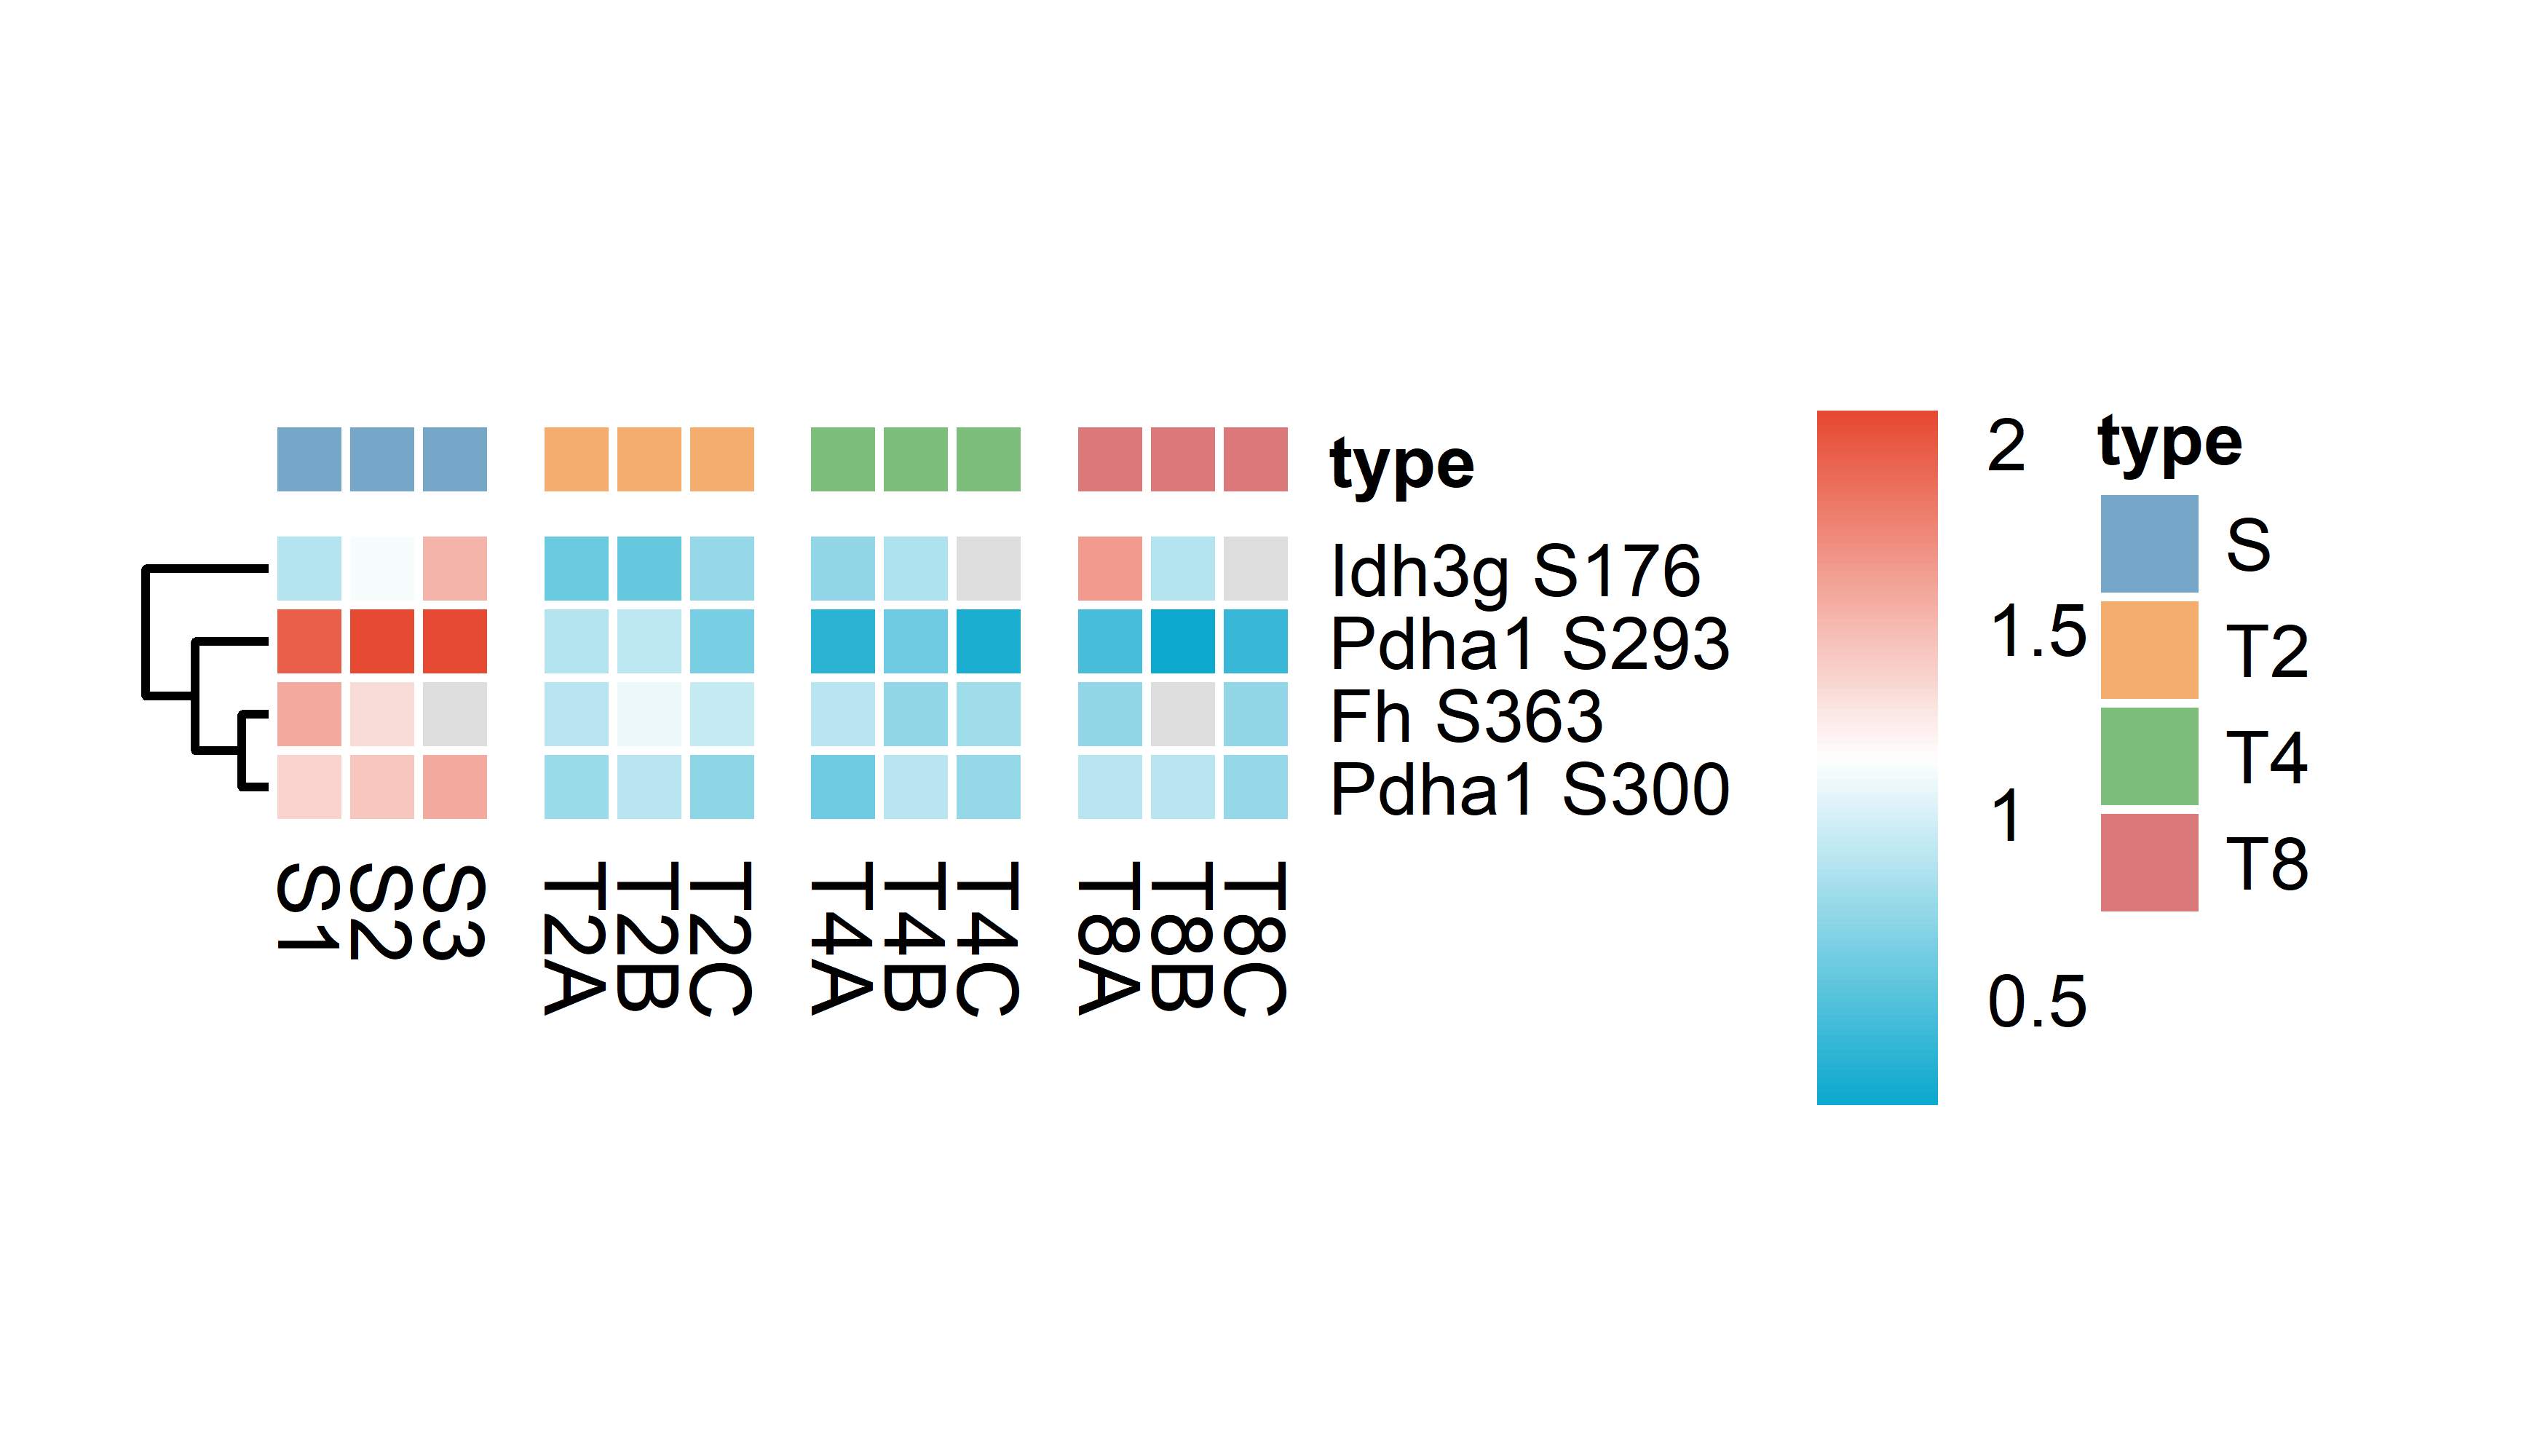 type
Idh3g S176
Pdha1 S293
Fh S363
Pdha1 S300
S1
S2
S3
T2A
T2B
T2C
T4A
T4B
T4C
T8A
T8B
T8C
2
1.5
1
0.5
type
S
T2
T4
T8